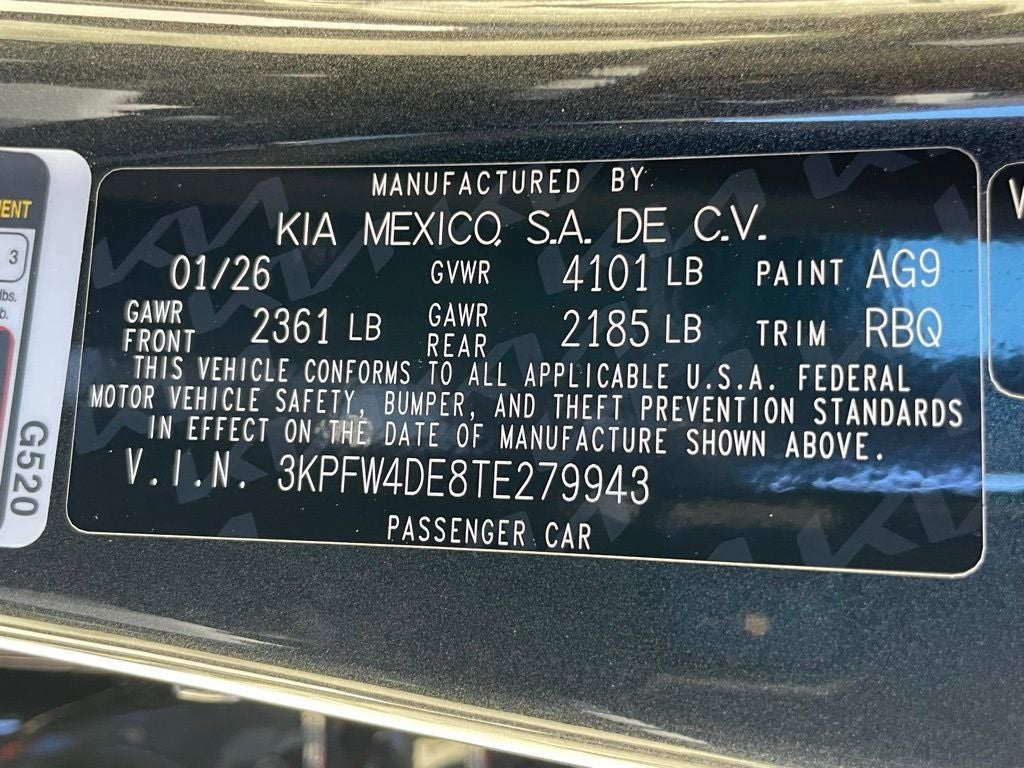 MANUFACTURED BY
KIA MEXICO, S.A. DE C.V.
01/26 GVWR 4101 LB PAINT AG9
GAWR FRONT 2361 LB GAWR REAR 2185 LB TRIM RBQ
THIS VEHICLE CONFORMS TO ALL APPLICABLE U.S.A. FEDERAL
MOTOR VEHICLE SAFETY, BUMPER, AND THEFT PREVENTION STANDARDS
IN EFFECT ON THE DATE OF MANUFACTURE SHOWN ABOVE.
V.I.N. 3KPFW4DE8TE279943
PASSENGER CAR
3
lbs.
G520